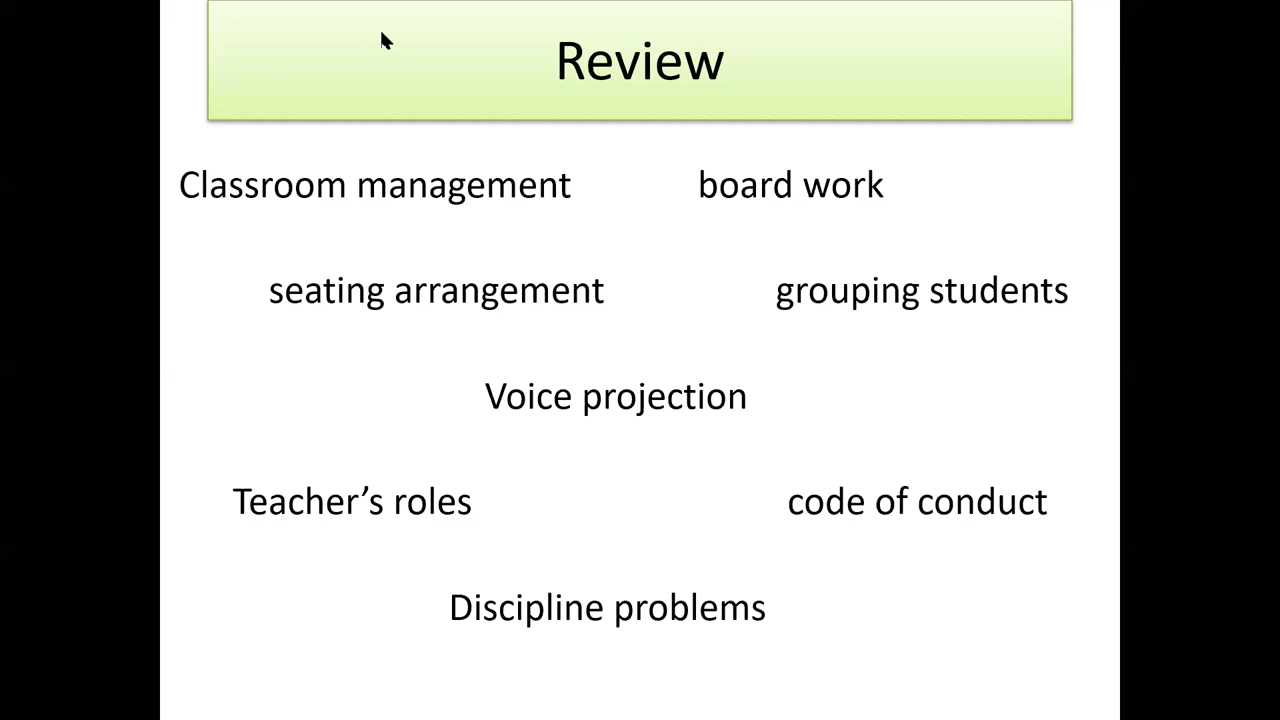 Review
Classroom management board work
seating arrangement grouping students
Voice projection
Teacher’s roles code of conduct
Discipline problems